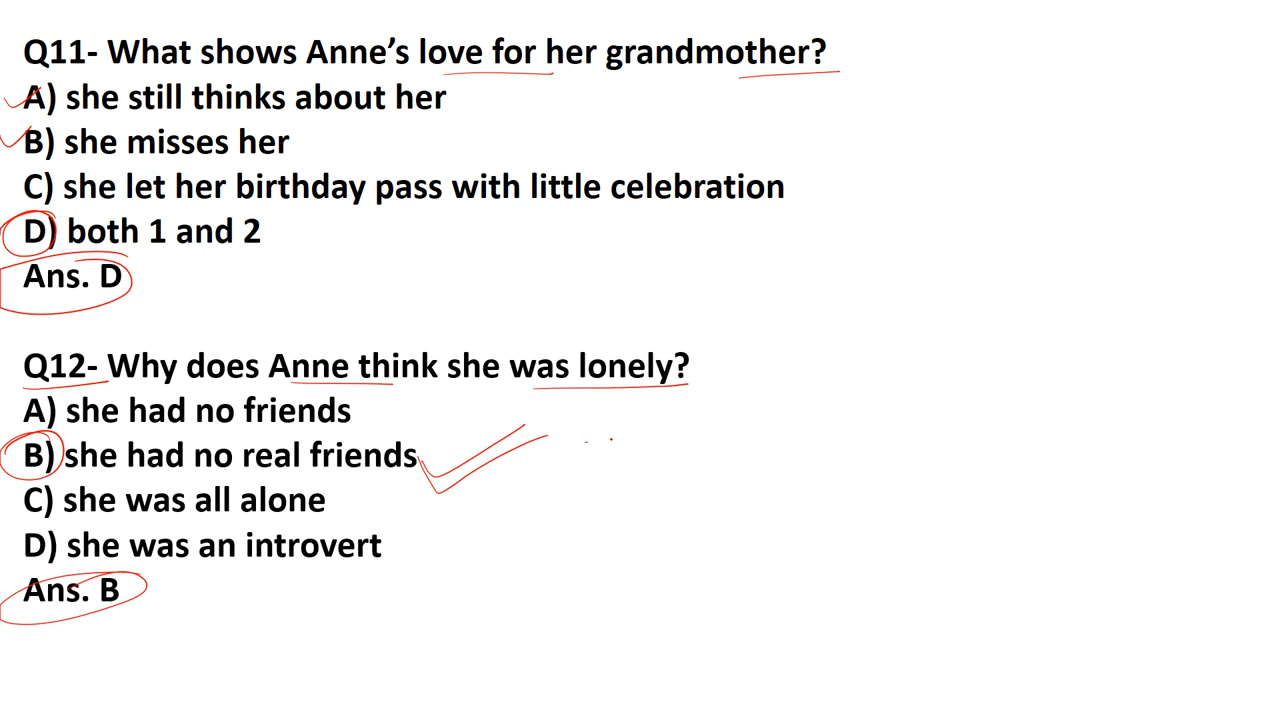 Q11- What shows Anne’s love for her grandmother?
A) she still thinks about her
B) she misses her
C) she let her birthday pass with little celebration
D) both 1 and 2
Ans. D
Q12- Why does Anne think she was lonely?
A) she had no friends
B) she had no real friends
C) she was all alone
D) she was an introvert
Ans. B